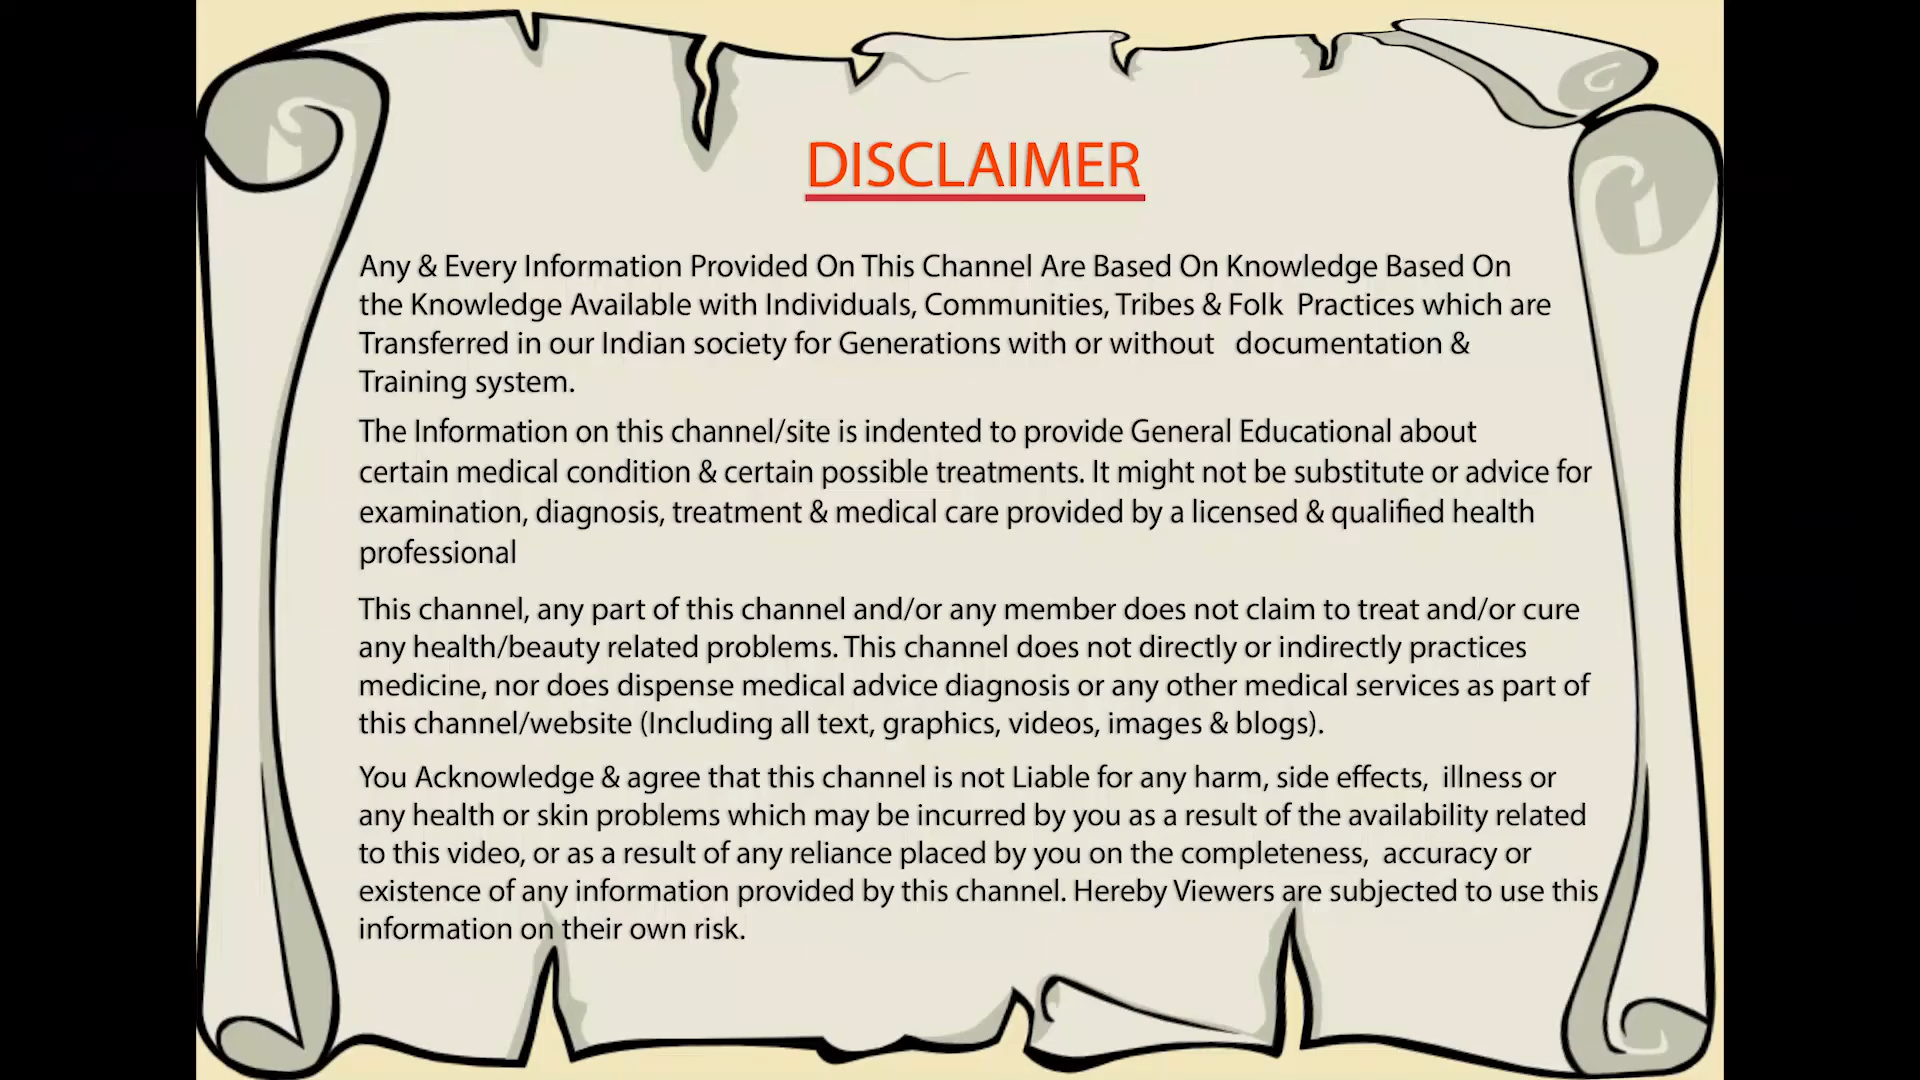 DISCLAIMER
Any & Every Information Provided On This Channel Are Based On Knowledge Based On
the Knowledge Available with Individuals, Communities, Tribes & Folk Practices which are
Transferred in our Indian society for Generations with or without documentation &
Training system.
The Information on this channel/site is indented to provide General Educational about
certain medical condition & certain possible treatments. It might not be substitute or advice for
examination, diagnosis, treatment & medical care provided by a licensed & qualified health
professional
This channel, any part of this channel and/or any member does not claim to treat and/or cure
any health/beauty related problems. This channel does not directly or indirectly practices
medicine, nor does dispense medical advice diagnosis or any other medical services as part of
this channel/website (Including all text, graphics, videos, images & blogs).
You Acknowledge & agree that this channel is not Liable for any harm, side effects, illness or
any health or skin problems which may be incurred by you as a result of the availability related
to this video, or as a result of any reliance placed by you on the completeness, accuracy or
existence of any information provided by this channel. Hereby Viewers are subjected to use this
information on their own risk.